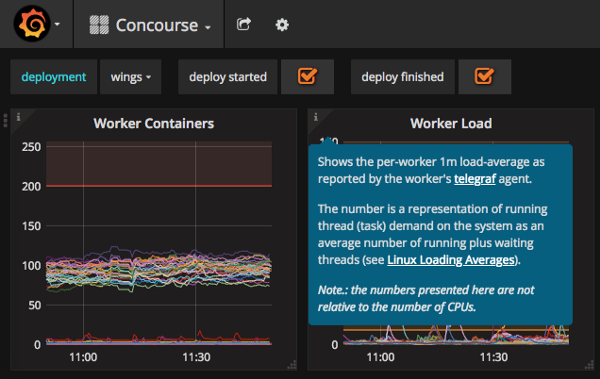 Concourse
deployment wings deploy started deploy finished
i Worker Containers
250
200
150
100
50
0
11:00 11:30
i Worker Load
Shows the per-worker 1m load-average as
reported by the worker's telegraf agent.
The number is a representation of running
thread (task) demand on the system as an
average number of running plus waiting
threads (see Linux Loading Averages).
Note.: the numbers presented here are not
relative to the number of CPUs.
0
11:00 11:30